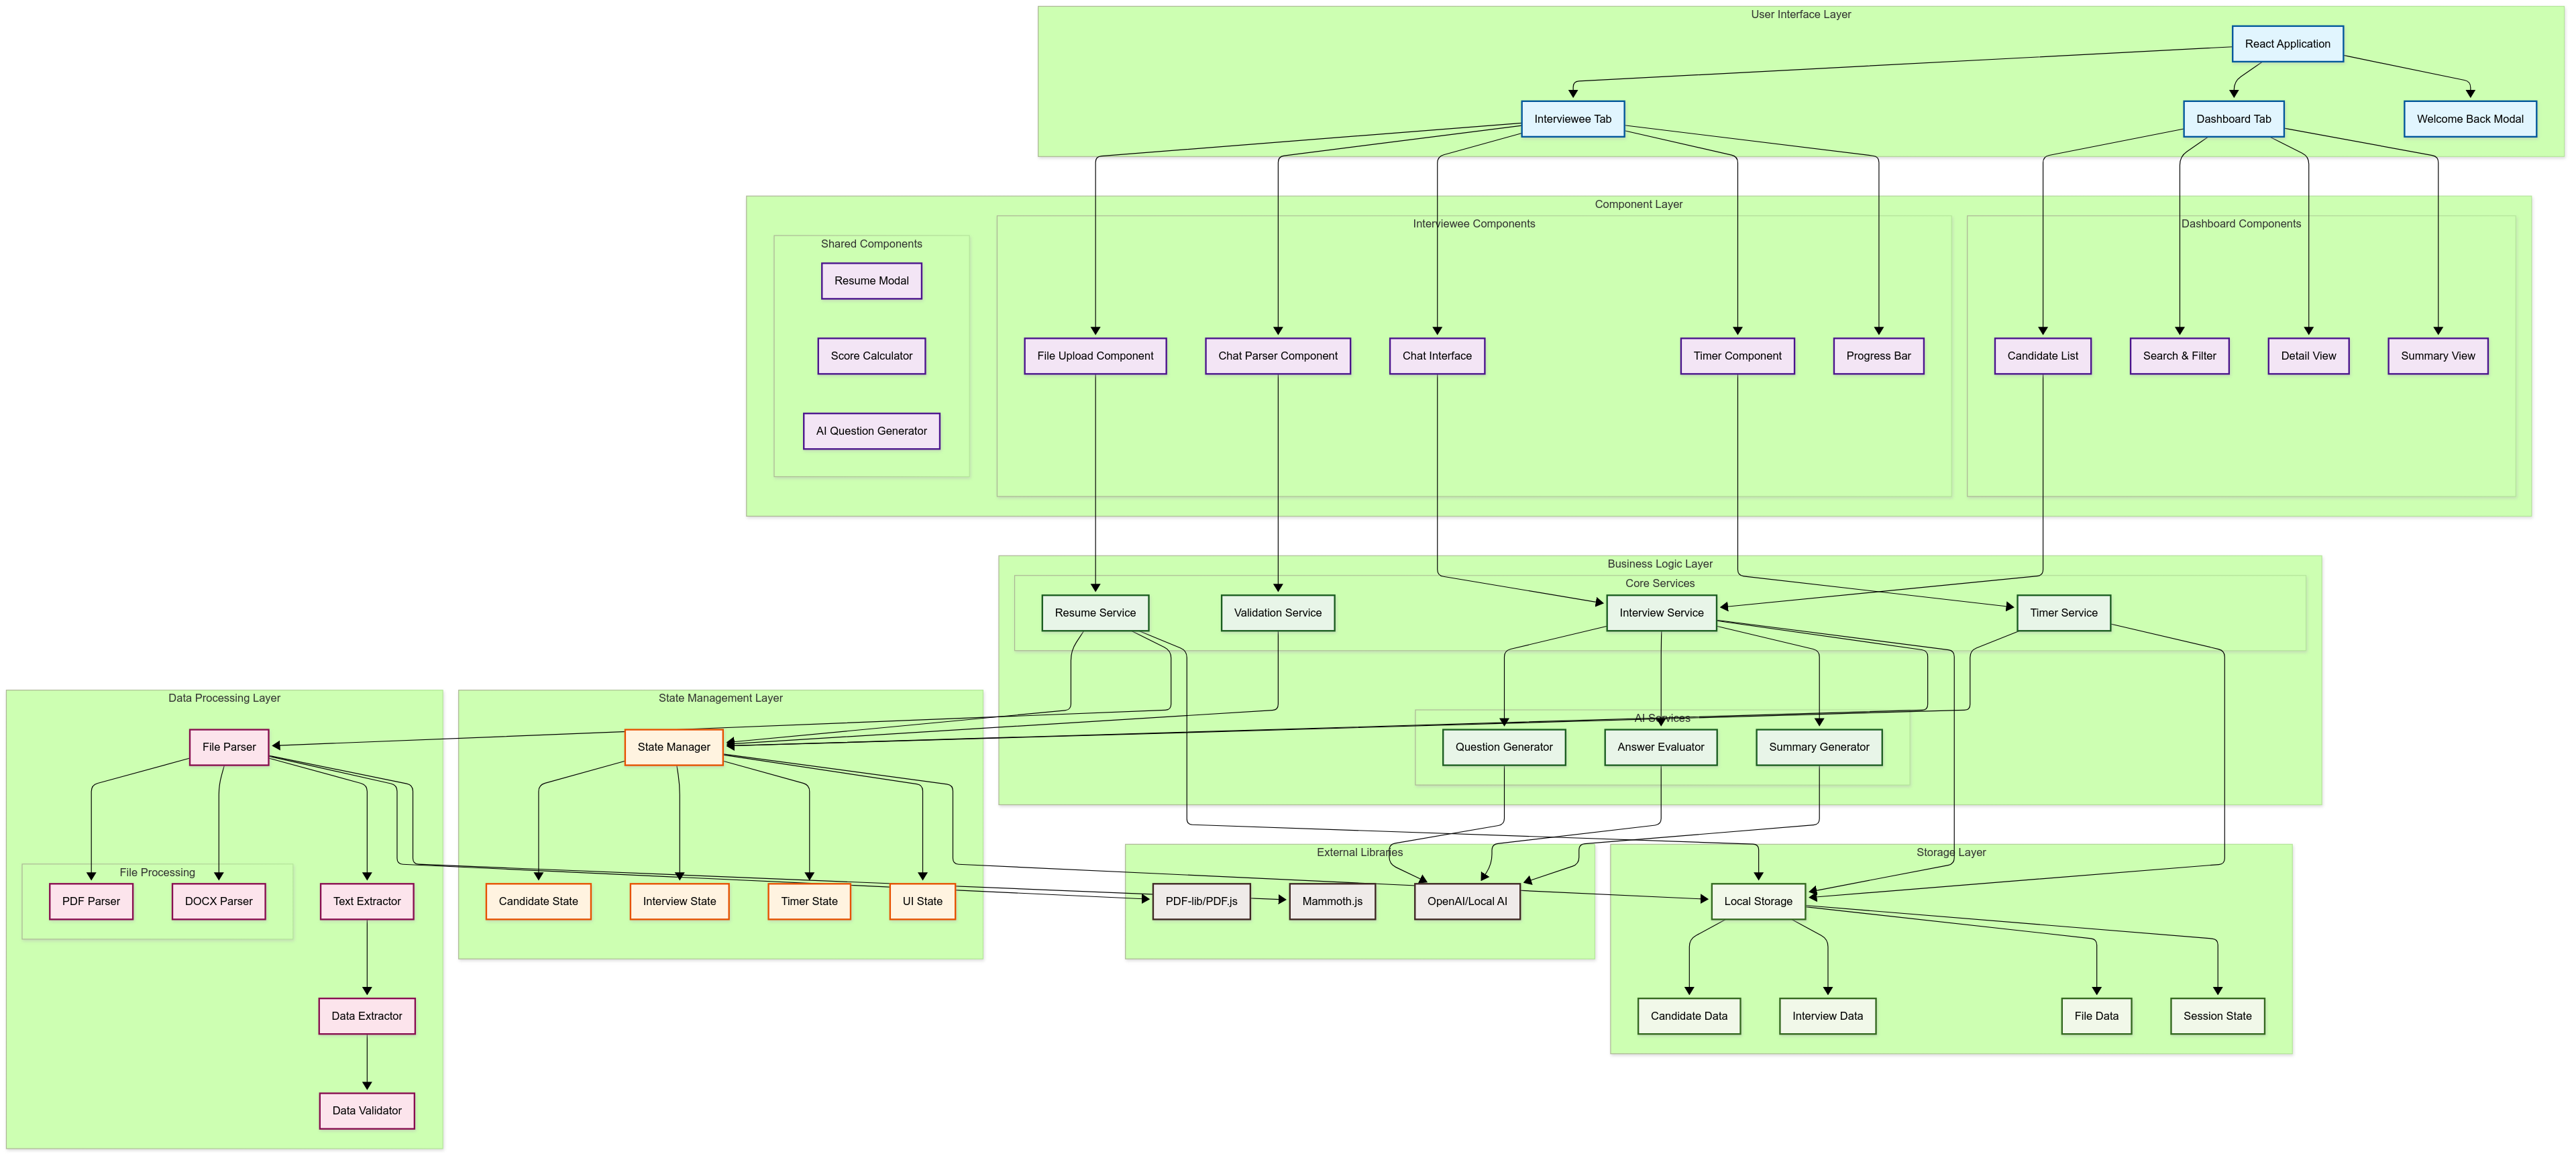 User Interface Layer
React Application
Interviewee Tab
Dashboard Tab
Welcome Back Modal
Component Layer
Interviewee Components
Dashboard Components
Shared Components
Resume Modal
File Upload Component
Chat Parser Component
Chat Interface
Timer Component
Progress Bar
Candidate List
Search & Filter
Detail View
Summary View
Score Calculator
AI Question Generator
Business Logic Layer
Core Services
Resume Service
Validation Service
Interview Service
Timer Service
Data Processing Layer
State Management Layer
AI Services
File Parser
State Manager
Question Generator
Answer Evaluator
Summary Generator
External Libraries
Storage Layer
File Processing
PDF Parser
DOCX Parser
Text Extractor
Candidate State
Interview State
Timer State
UI State
PDF-lib/PDF.js
Mammoth.js
OpenAI/Local AI
Local Storage
Data Extractor
Candidate Data
Interview Data
File Data
Session State
Data Validator